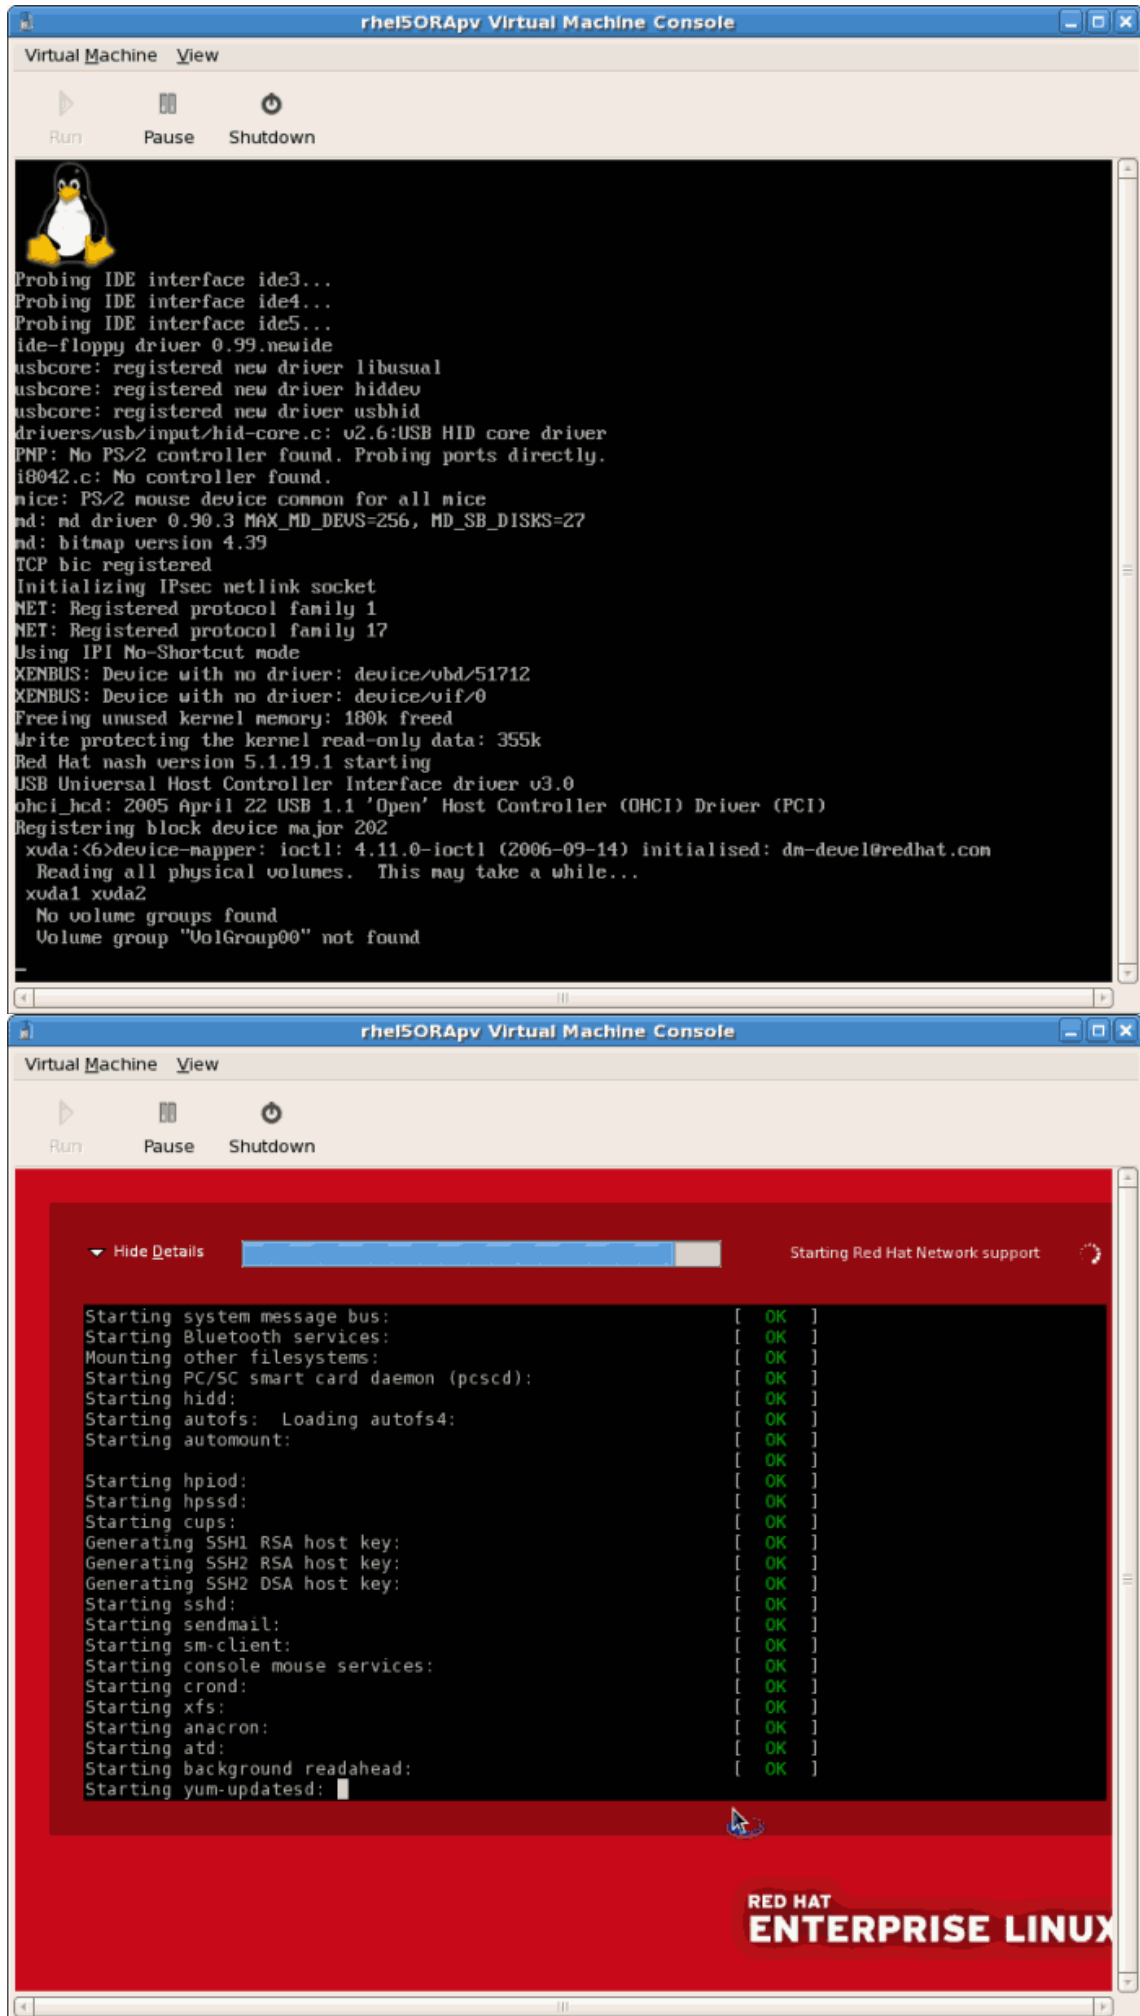 rhel5ORApv Virtual Machine Console
Virtual Machine View
Run Pause Shutdown
Probing IDE interface ide3...
Probing IDE interface ide4...
Probing IDE interface ide5...
ide-floppy driver 0.99.newide
usbcore: registered new driver libusual
usbcore: registered new driver hiddev
usbcore: registered new driver usbhid
drivers/usb/input/hid-core.c: v2.6:USB HID core driver
PNP: No PS/2 controller found. Probing ports directly.
i8042.c: No controller found.
mice: PS/2 mouse device common for all mice
md: md driver 0.90.3 MAX_MD_DEVS=256, MD_SB_DISKS=27
md: bitmap version 4.39
TCP bic registered
Initializing IPsec netlink socket
NET: Registered protocol family 1
NET: Registered protocol family 17
Using IPI No-Shortcut mode
XENBUS: Device with no driver: device/vbd/51712
XENBUS: Device with no driver: device/vif/0
Freeing unused kernel memory: 180k freed
Write protecting the kernel read-only data: 355k
Red Hat nash version 5.1.19.1 starting
USB Universal Host Controller Interface driver v3.0
ohci_hcd: 2005 April 22 USB 1.1 'Open' Host Controller (OHCI) Driver (PCI)
Registering block device major 202
xvda:<6>device-mapper: ioctl: 4.11.0-ioctl (2006-09-14) initialised: dm-devel@redhat.com
Reading all physical volumes. This may take a while...
xvda1 xvda2
No volume groups found
Volume group "VolGroup00" not found
rhel5ORApv Virtual Machine Console
Virtual Machine View
Run Pause Shutdown
Hide Details Starting Red Hat Network support
Starting system message bus: [ OK ]
Starting Bluetooth services: [ OK ]
Mounting other filesystems: [ OK ]
Starting PC/SC smart card daemon (pcscd): [ OK ]
Starting hidd: [ OK ]
Starting autofs: Loading autofs4: [ OK ]
Starting automount: [ OK ]
[ OK ]
Starting hpiod: [ OK ]
Starting hpssd: [ OK ]
Starting cups: [ OK ]
Generating SSH1 RSA host key: [ OK ]
Generating SSH2 RSA host key: [ OK ]
Generating SSH2 DSA host key: [ OK ]
Starting sshd: [ OK ]
Starting sendmail: [ OK ]
Starting sm-client: [ OK ]
Starting console mouse services: [ OK ]
Starting crond: [ OK ]
Starting xfs: [ OK ]
Starting anacron: [ OK ]
Starting atd: [ OK ]
Starting background readahead: [ OK ]
Starting yum-updatesd:
RED HAT
ENTERPRISE LINUX